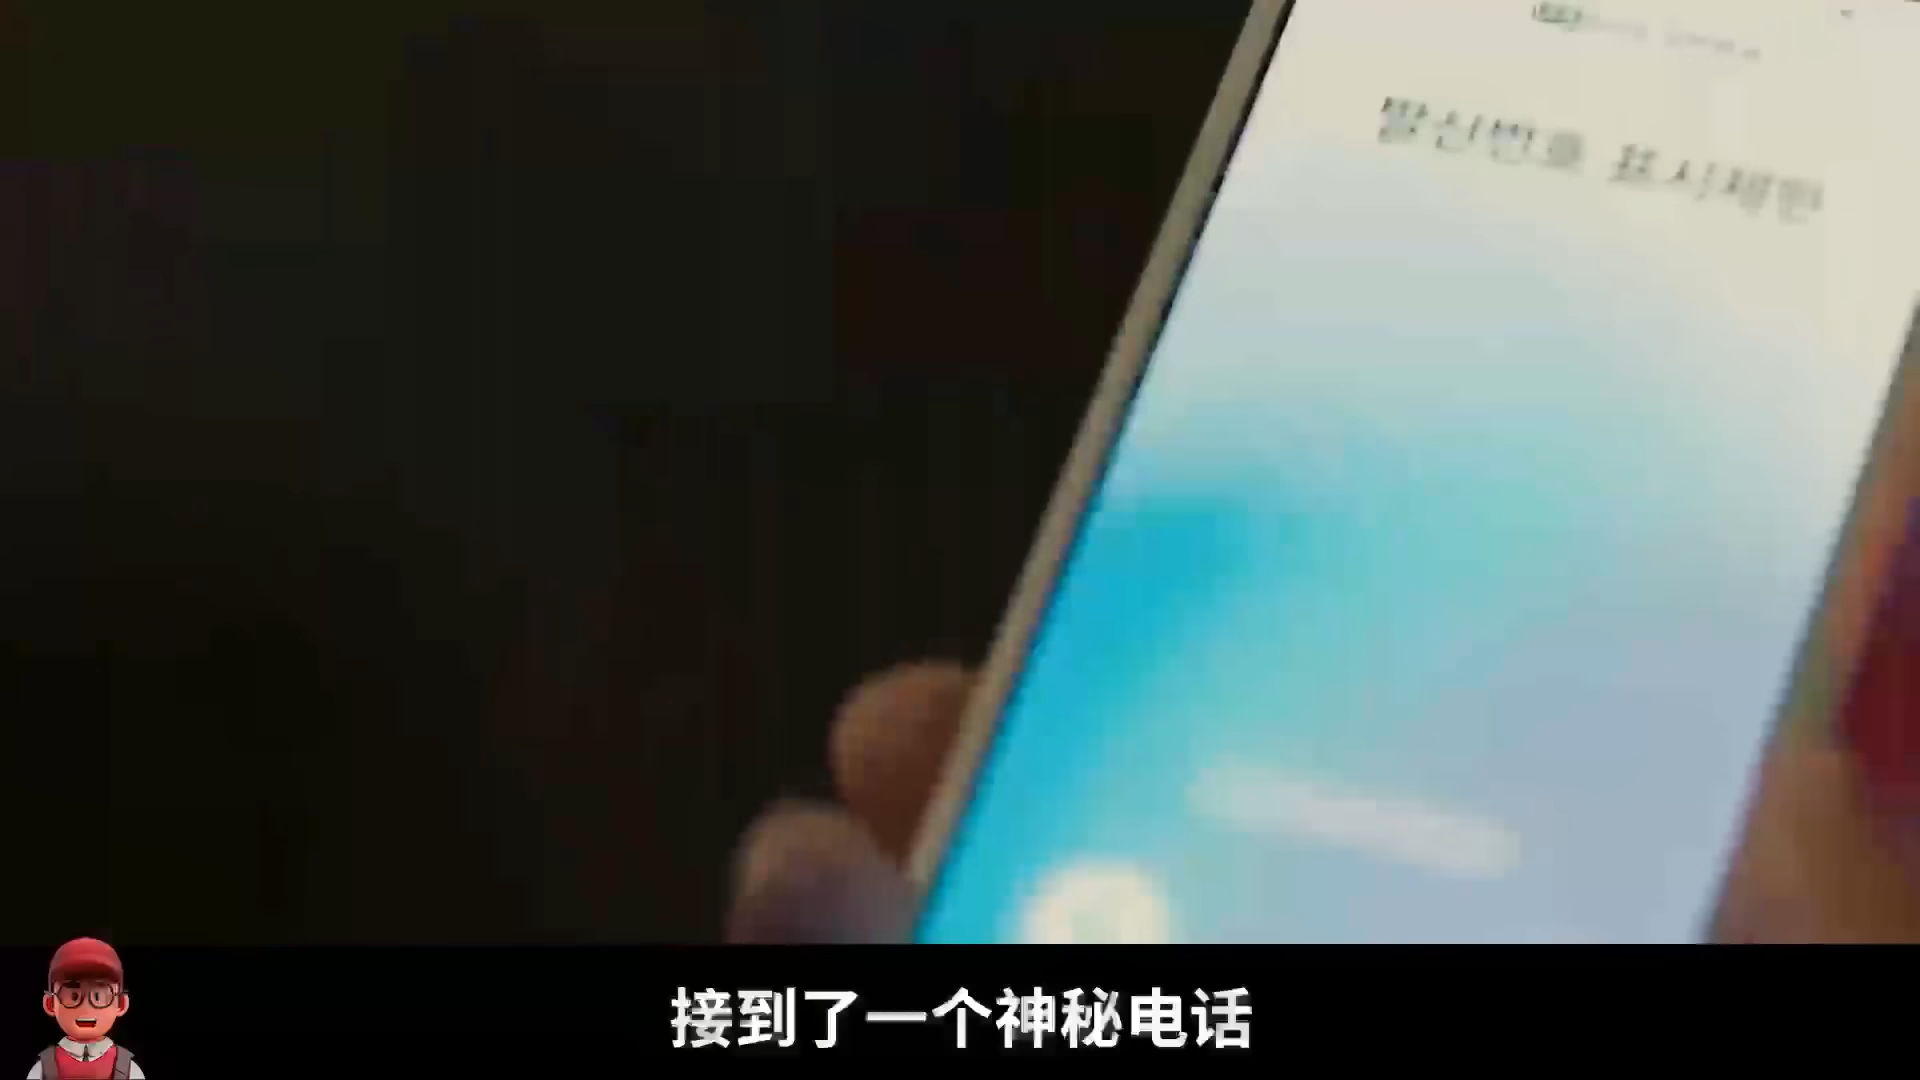 발신번호 표시제한
接到了一个神秘电话